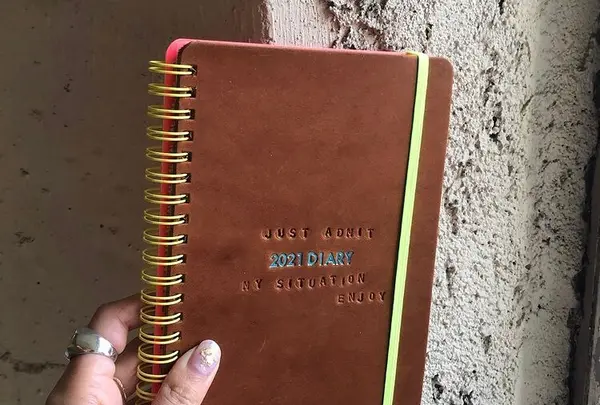 JUST ADMIT
2021 DIARY
MY SITUATION
ENJOY